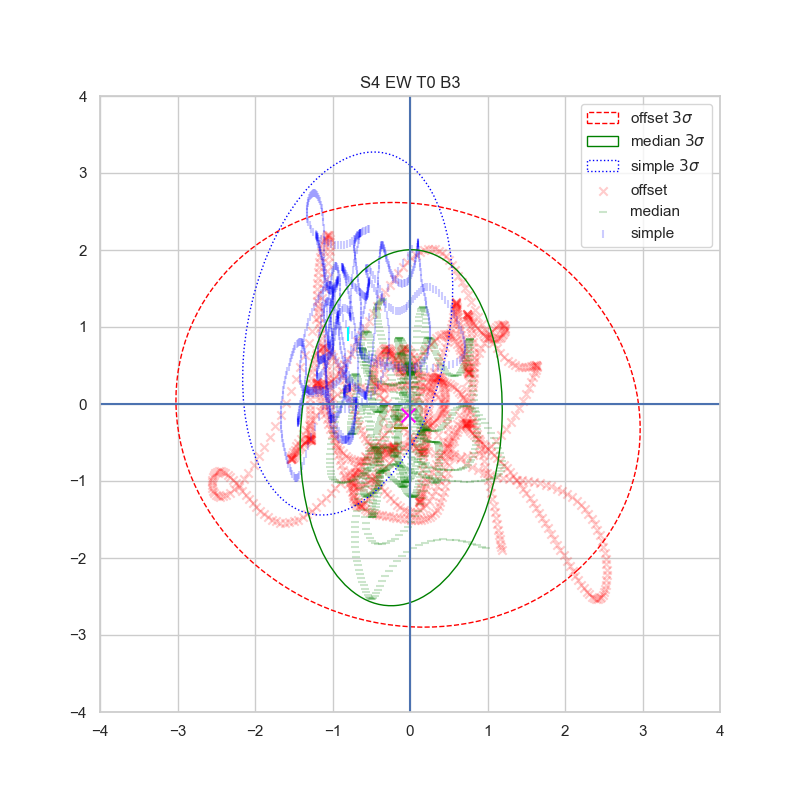 S4 EW T0 B3
offset 3σ
median 3σ
simple 3σ
offset
median
simple
4
3
2
1
0
−1
−2
−3
−4
−4 −3 −2 −1 0 1 2 3 4